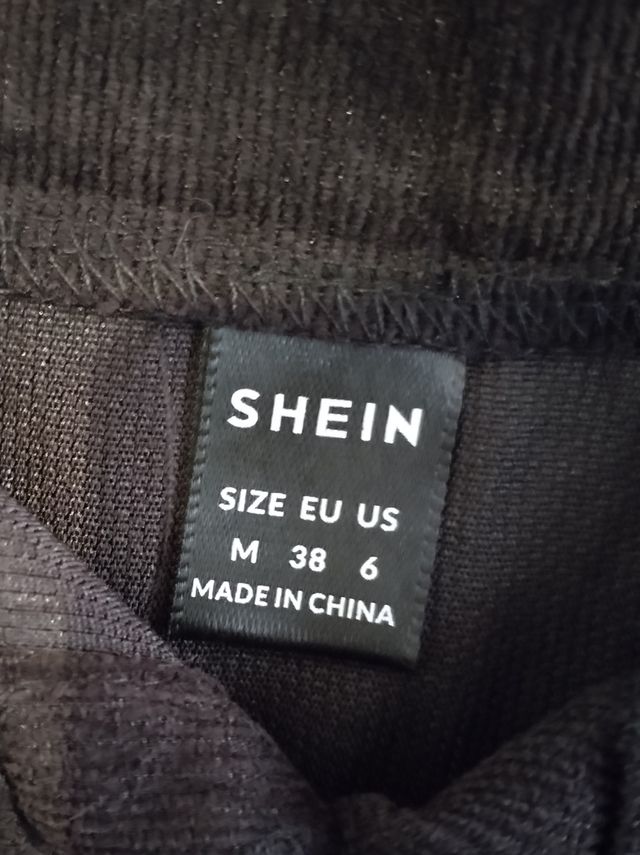 SHEIN
SIZE EU US
M 38 6
MADE IN CHINA